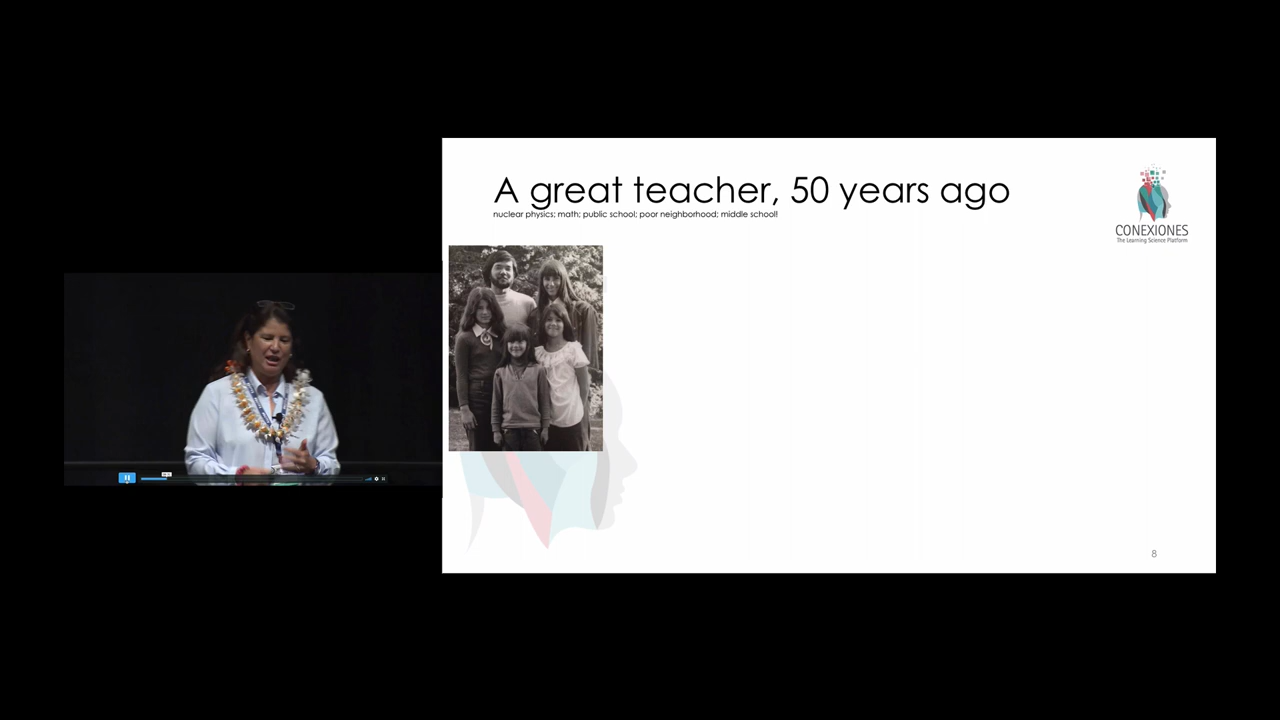 A great teacher, 50 years ago
nuclear physics; math; public school; poor neighborhood; middle school!
CONEXIONES
The Learning Science Platform
8